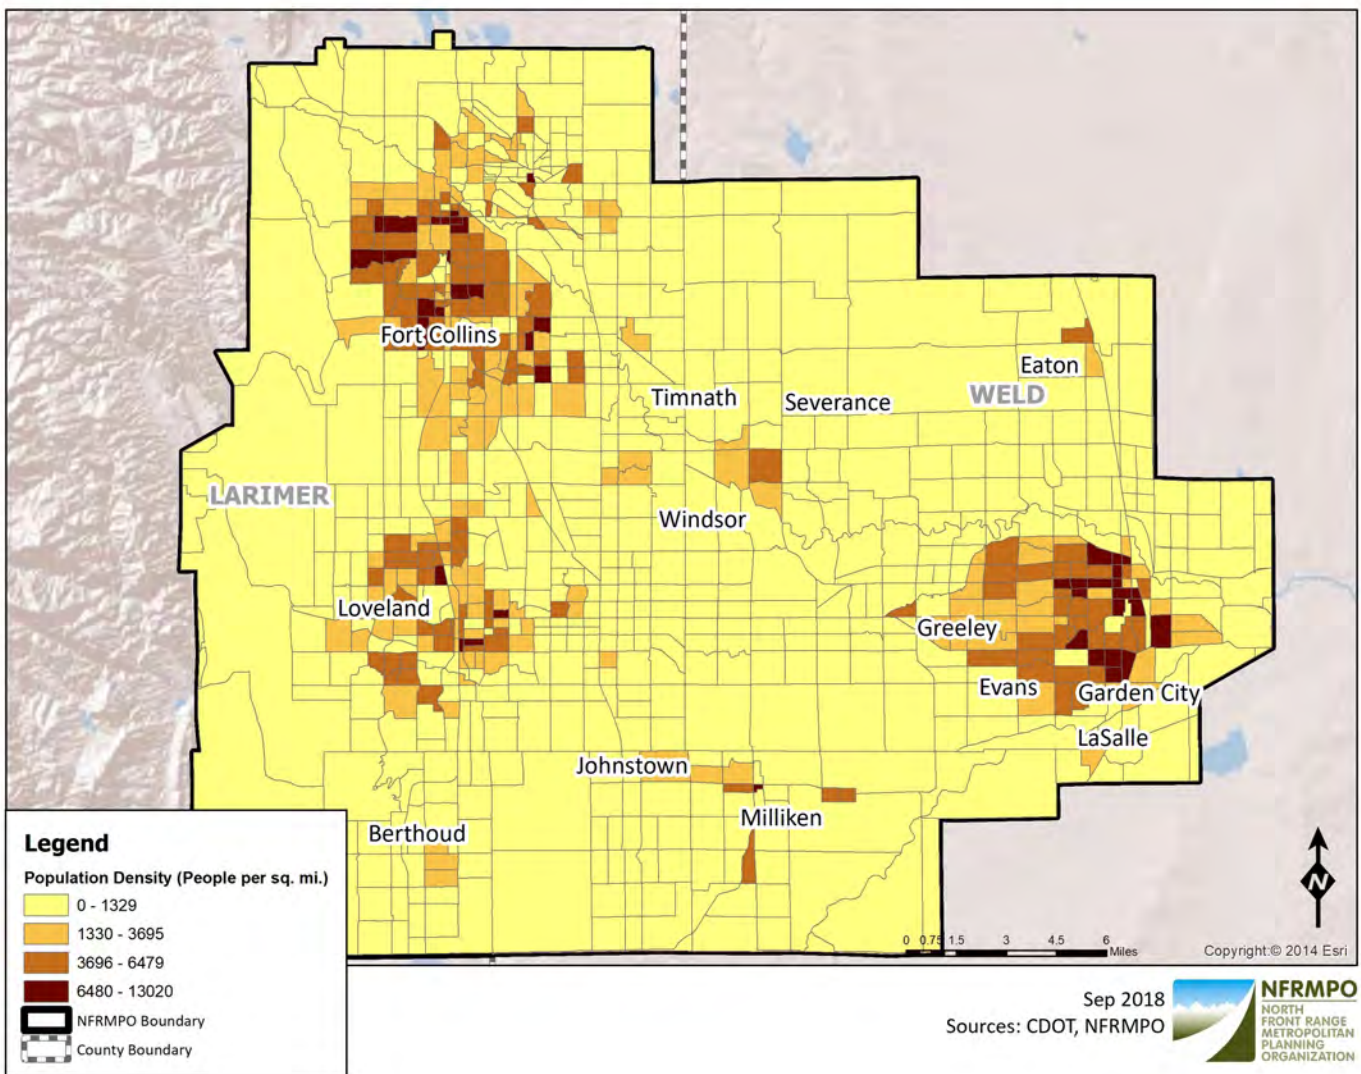 Fort Collins
Eaton
Timnath
Severance
WELD
LARIMER
Windsor
Loveland
Greeley
Evans
Garden City
LaSalle
Johnstown
Milliken
Berthoud
Legend
Population Density (People per sq. mi.)
0 - 1329
1330 - 3695
3696 - 6479
6480 - 13020
NFRMPO Boundary
County Boundary
N
0 0.75 1.5 3 4.5 6
Miles
Copyright:© 2014 Esri
Sep 2018
Sources: CDOT, NFRMPO
NFRMPO
NORTH
FRONT RANGE
METROPOLITAN
PLANNING
ORGANIZATION